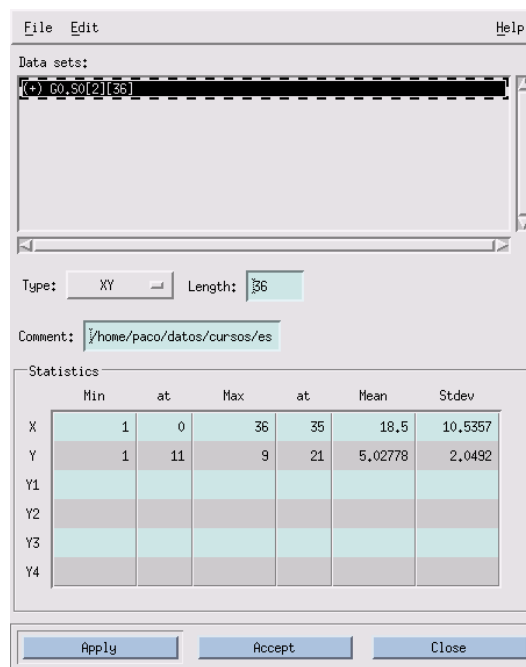 File Edit Help
Data sets:
(+) G0.S0[2][36]
Type: XY Length: 36
Comment: /home/paco/datos/cursos/es
Statistics
Min at Max at Mean Stdev
X 1 0 36 35 18.5 10.5357
Y 1 11 9 21 5.02778 2.0492
Y1
Y2
Y3
Y4
Apply Accept Close